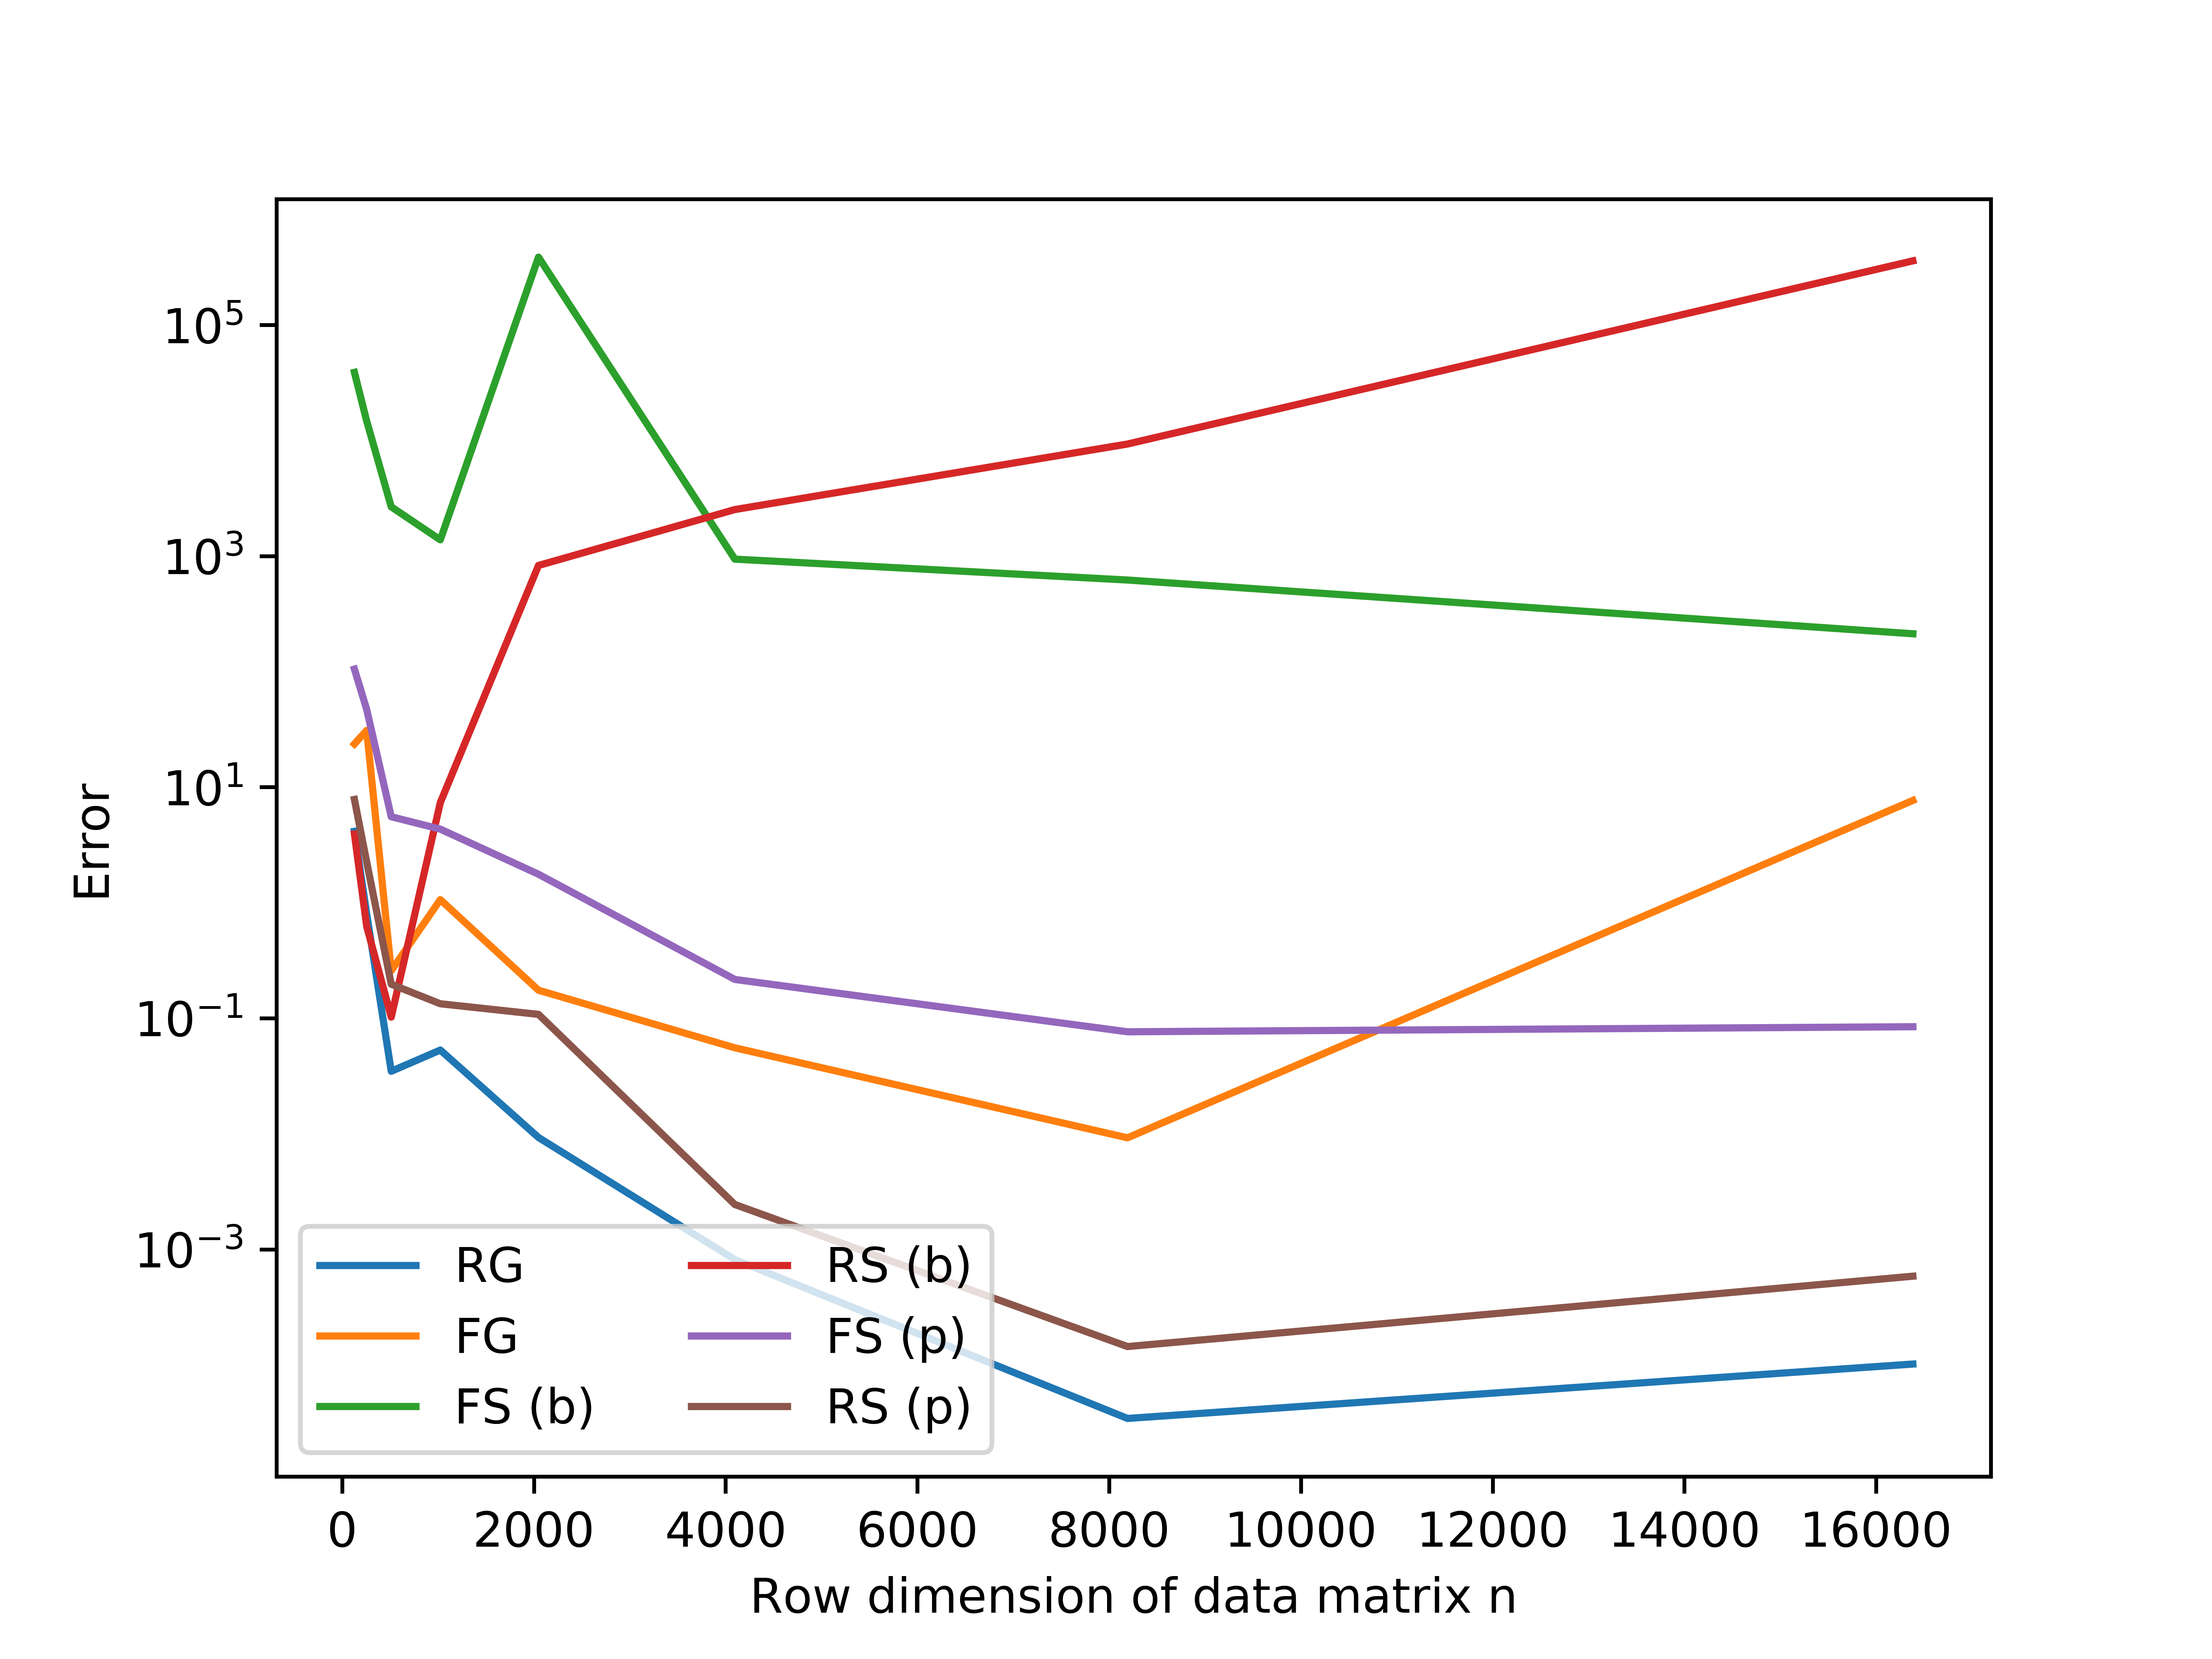 10^5
10^3
10^1
10^−1
10^−3
Error
RG
FG
FS (b)
RS (b)
FS (p)
RS (p)
0 2000 4000 6000 8000 10000 12000 14000 16000
Row dimension of data matrix n